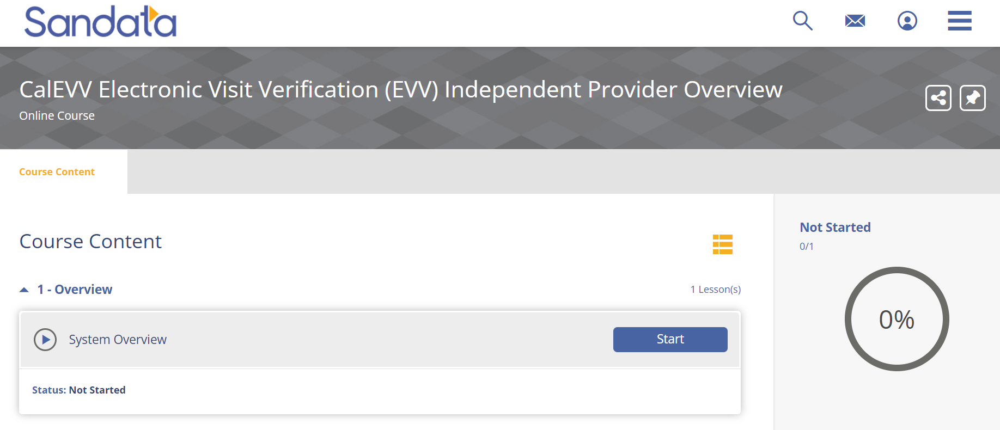 Sandata
CalEVV Electronic Visit Verification (EVV) Independent Provider Overview
Online Course
Course Content
Course Content
1 - Overview
1 Lesson(s)
System Overview
Start
Status: Not Started
Not Started
0/1
0%